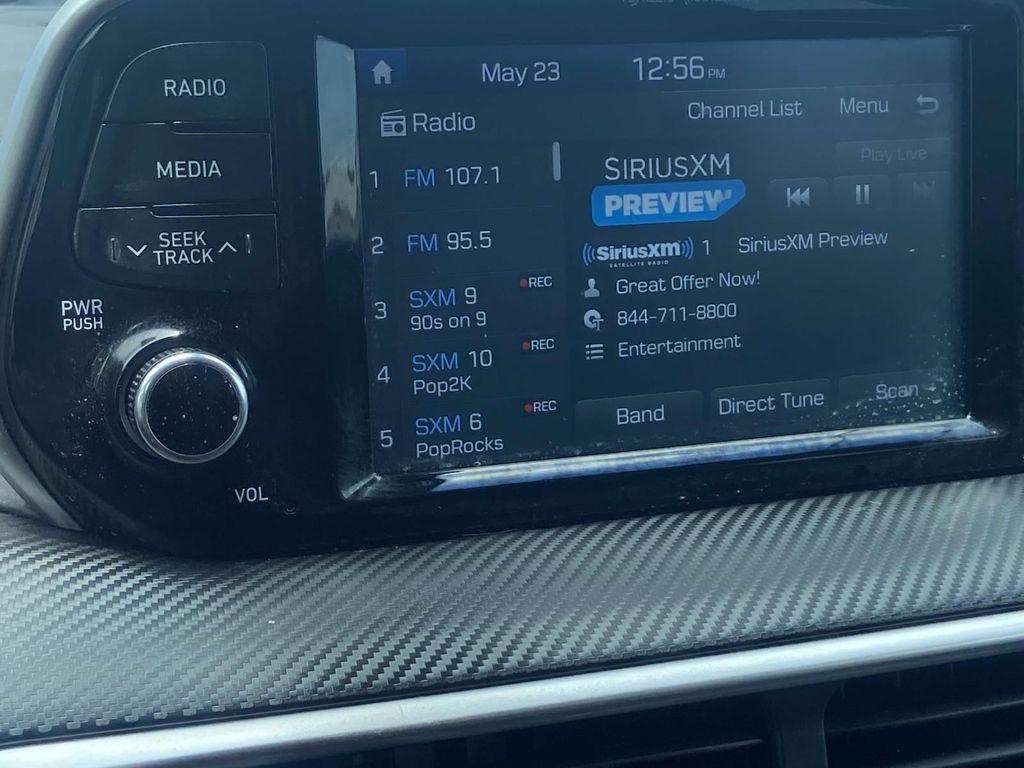 RADIO
MEDIA
SEEK
TRACK
PWR
PUSH
VOL
May 23
12:56 PM
Radio
Channel List
Menu
1 FM 107.1
2 FM 95.5
3 SXM 9 REC
90s on 9
4 SXM 10 REC
Pop2K
5 SXM 6 REC
PopRocks
SIRIUSXM
PREVIEW
Play Live
SiriusXM 1 SiriusXM Preview
SATELLITE RADIO
Great Offer Now!
844-711-8800
Entertainment
Band
Direct Tune
Scan